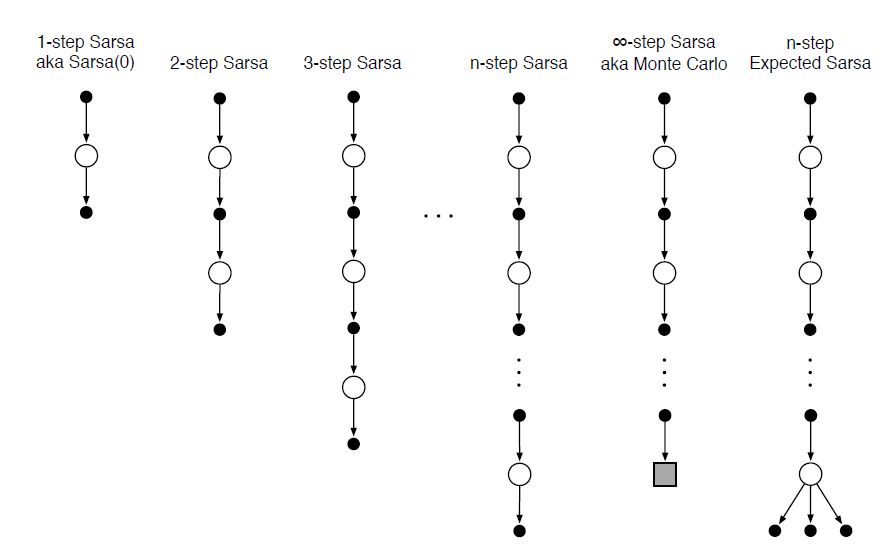 1-step Sarsa
aka Sarsa(0)
2-step Sarsa
3-step Sarsa
n-step Sarsa
∞-step Sarsa
aka Monte Carlo
n-step
Expected Sarsa